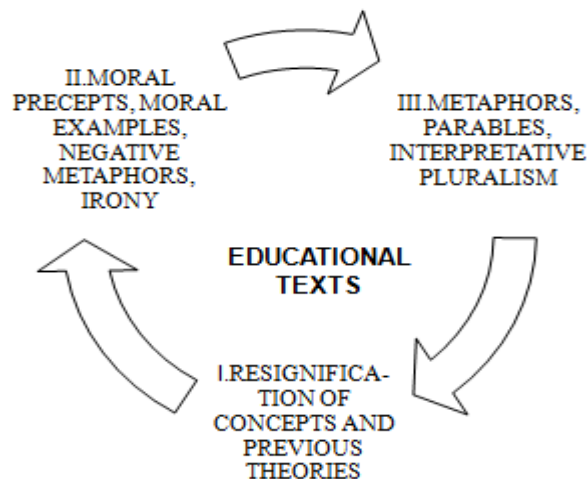 II.MORAL
PRECEPTS, MORAL
EXAMPLES,
NEGATIVE
METAPHORS,
IRONY
III.METAPHORS,
PARABLES,
INTERPRETATIVE
PLURALISM
EDUCATIONAL
TEXTS
I.RESIGNIFICA-
TION OF
CONCEPTS AND
PREVIOUS
THEORIES